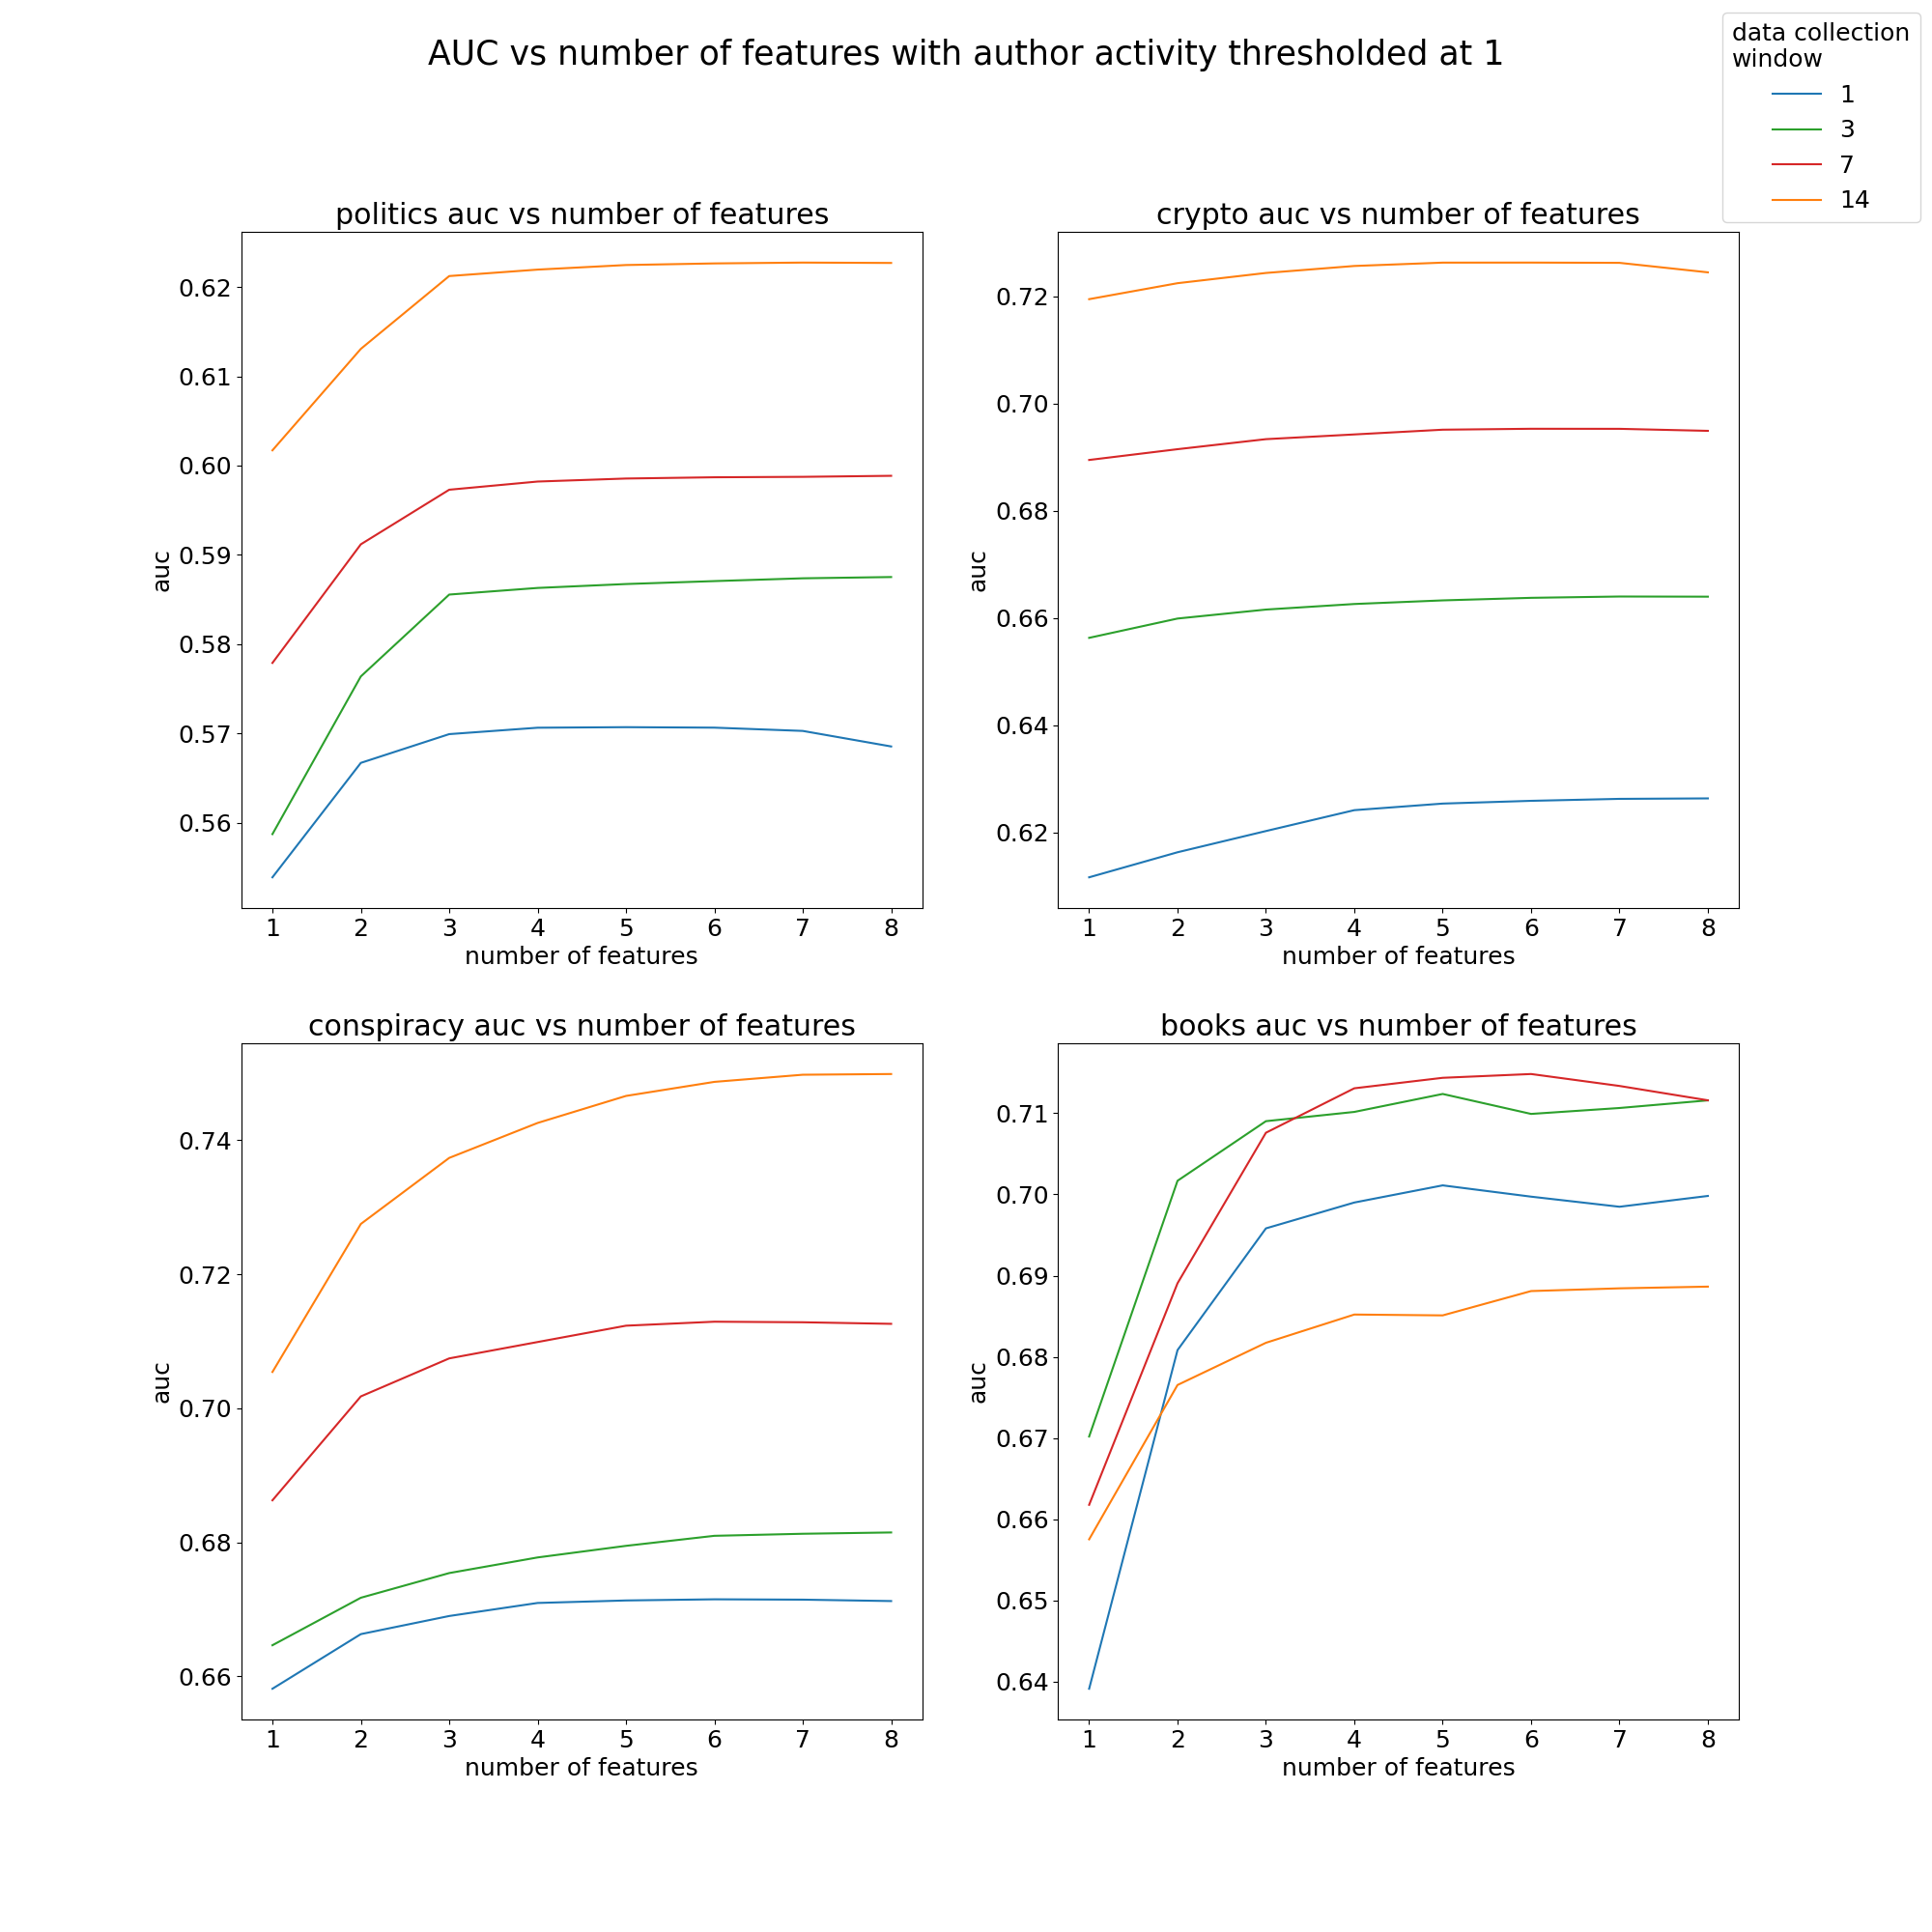 AUC vs number of features with author activity thresholded at 1
data collection
window
1
3
7
14
politics auc vs number of features
0.62
0.61
0.60
0.59
0.58
0.57
0.56
auc
1 2 3 4 5 6 7 8
number of features
crypto auc vs number of features
0.72
0.70
0.68
0.66
0.64
0.62
auc
1 2 3 4 5 6 7 8
number of features
conspiracy auc vs number of features
0.74
0.72
0.70
0.68
0.66
auc
1 2 3 4 5 6 7 8
number of features
books auc vs number of features
0.71
0.70
0.69
0.68
0.67
0.66
0.65
0.64
auc
1 2 3 4 5 6 7 8
number of features